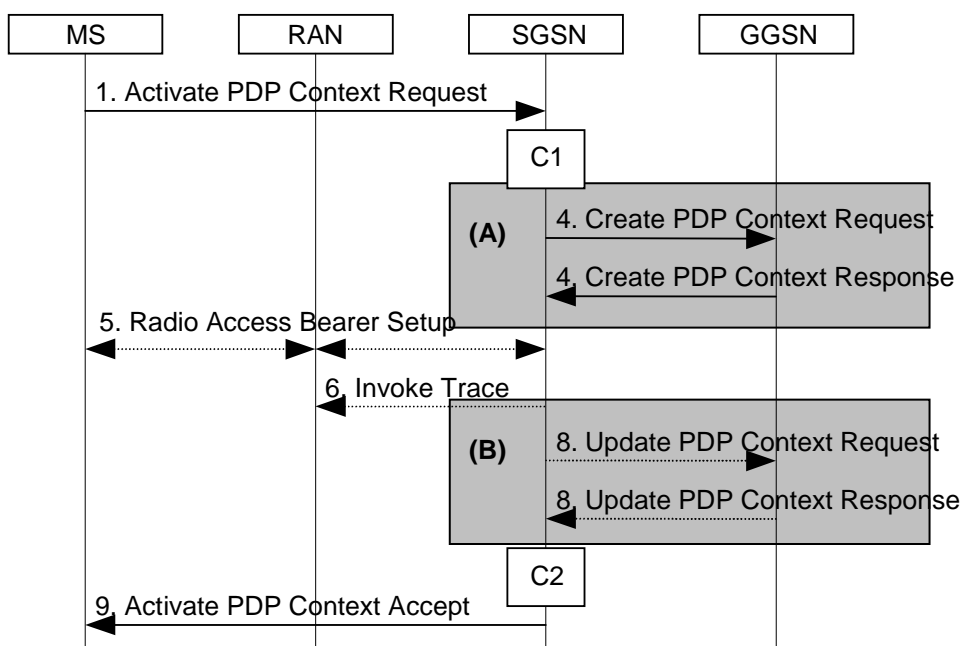 MS RAN SGSN GGSN
1. Activate PDP Context Request
C1
(A)
4. Create PDP Context Request
4. Create PDP Context Response
5. Radio Access Bearer Setup
6. Invoke Trace
(B)
8. Update PDP Context Request
8. Update PDP Context Response
C2
9. Activate PDP Context Accept